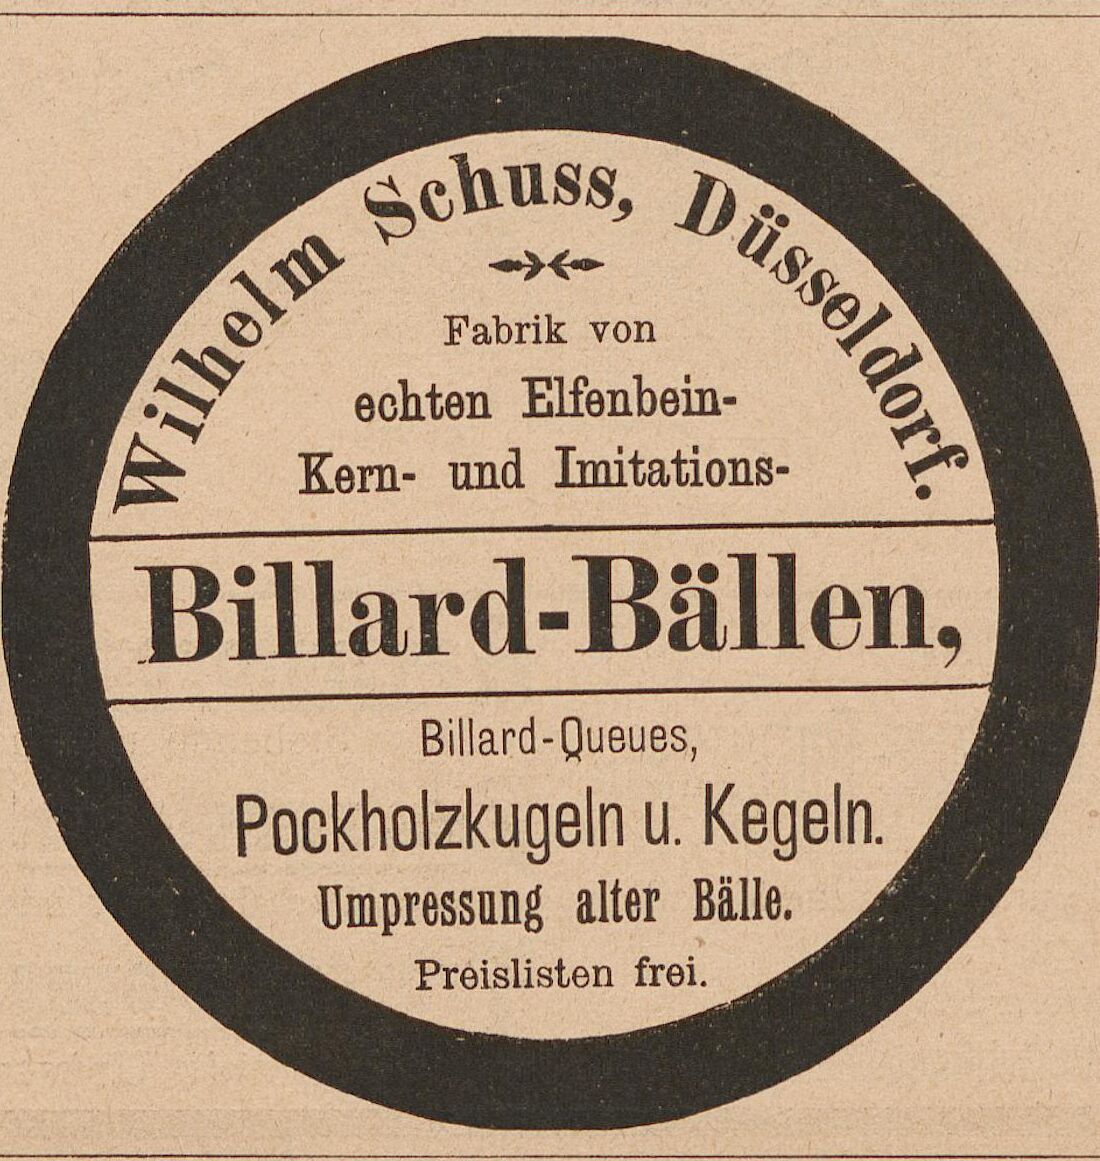 Wilhelm Schuss, Düsseldorf.
Fabrik von
echten Elfenbein-
Kern- und Imitations-
Billard-Bällen,
Billard-Queues,
Pockholzkugeln u. Kegeln.
Umpressung alter Bälle.
Preislisten frei.